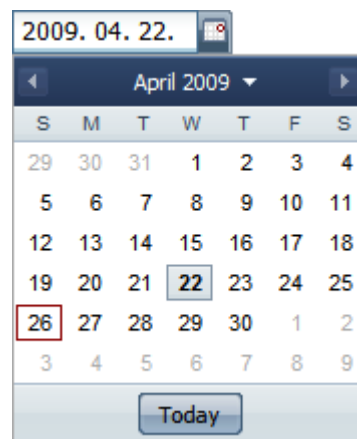 2009. 04. 22.
April 2009
S M T W T F S
29 30 31 1 2 3 4
5 6 7 8 9 10 11
12 13 14 15 16 17 18
19 20 21 22 23 24 25
26 27 28 29 30 1 2
3 4 5 6 7 8 9
Today